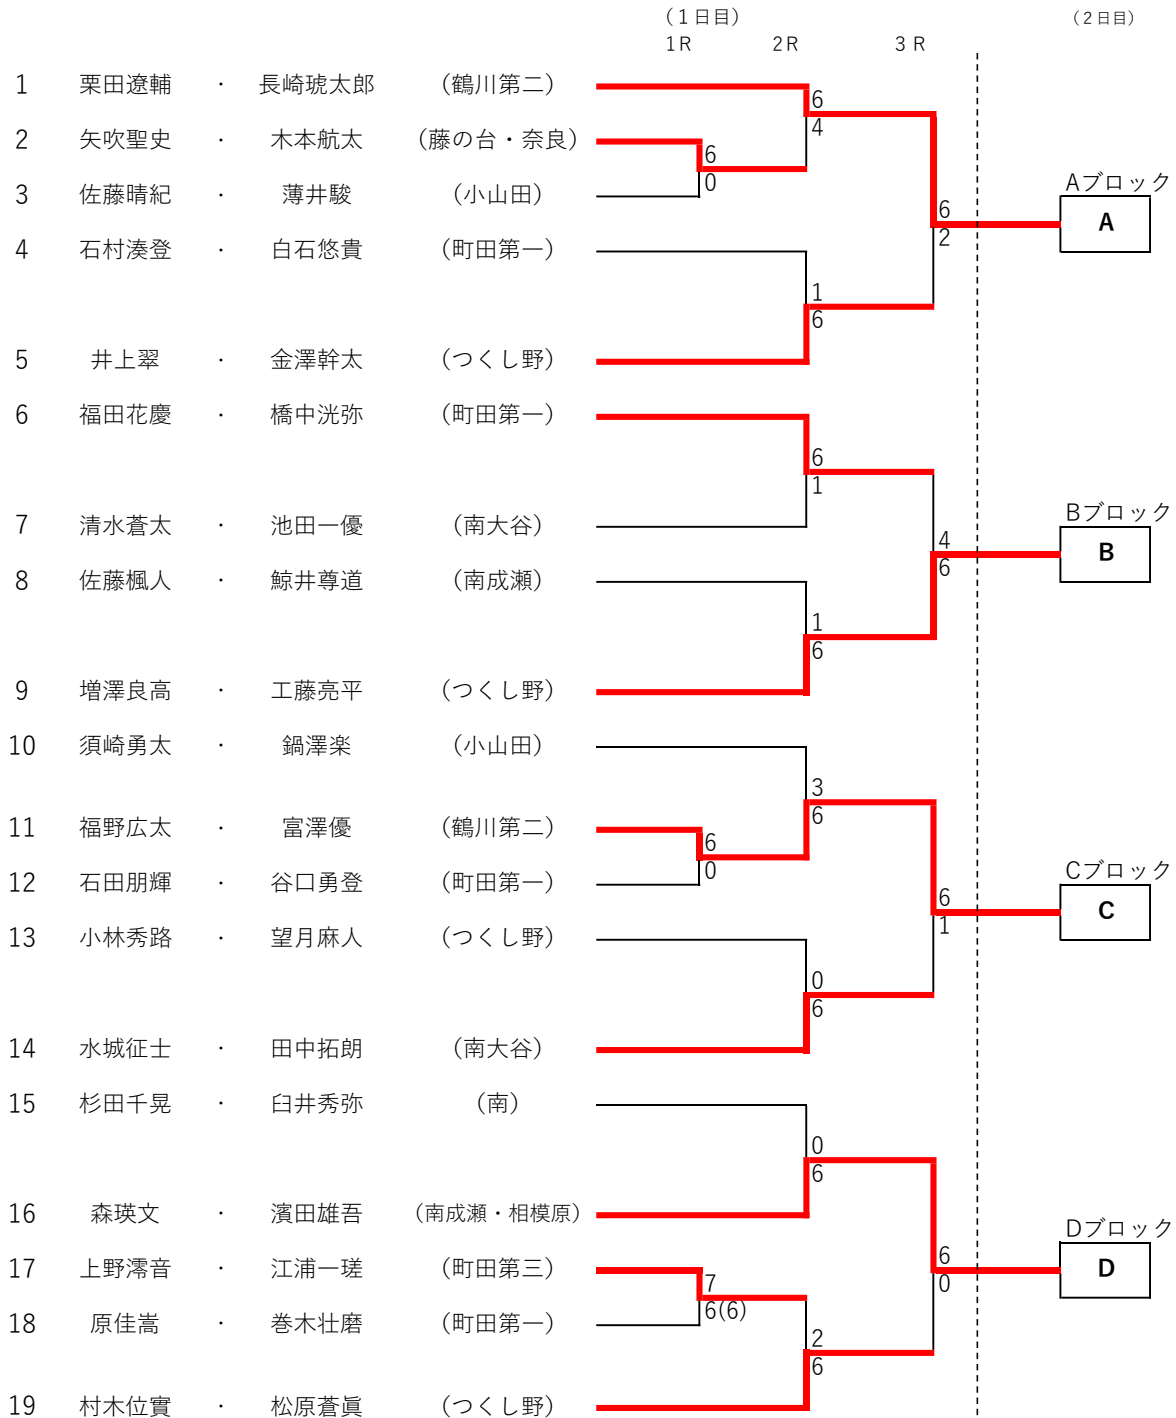 （1日目） （2日目）
1R 2R 3R
1 栗田遼輔 ・ 長崎琥太郎 （鶴川第二）
6
4
2 矢吹聖史 ・ 木本航太 （藤の台・奈良）
6
0
3 佐藤晴紀 ・ 薄井駿 （小山田）
Aブロック
A
6
2
4 石村湊登 ・ 白石悠貴 （町田第一）
1
6
5 井上翠 ・ 金澤幹太 （つくし野）
6 福田花慶 ・ 橋中洸弥 （町田第一）
6
1
7 清水蒼太 ・ 池田一優 （南大谷）
Bブロック
B
4
6
8 佐藤楓人 ・ 鯨井尊道 （南成瀬）
1
6
9 増澤良高 ・ 工藤亮平 （つくし野）
10 須崎勇太 ・ 鍋澤楽 （小山田）
3
6
11 福野広太 ・ 富澤優 （鶴川第二）
6
0
12 石田朋輝 ・ 谷口勇登 （町田第一）
Cブロック
C
6
1
13 小林秀路 ・ 望月麻人 （つくし野）
0
6
14 水城征士 ・ 田中拓朗 （南大谷）
15 杉田千晃 ・ 臼井秀弥 （南）
0
6
16 森瑛文 ・ 濱田雄吾 （南成瀬・相模原）
Dブロック
D
6
0
17 上野澪音 ・ 江浦一瑳 （町田第三）
7
6(6)
18 原佳嵩 ・ 巻木壮磨 （町田第一）
2
6
19 村木位實 ・ 松原蒼眞 （つくし野）